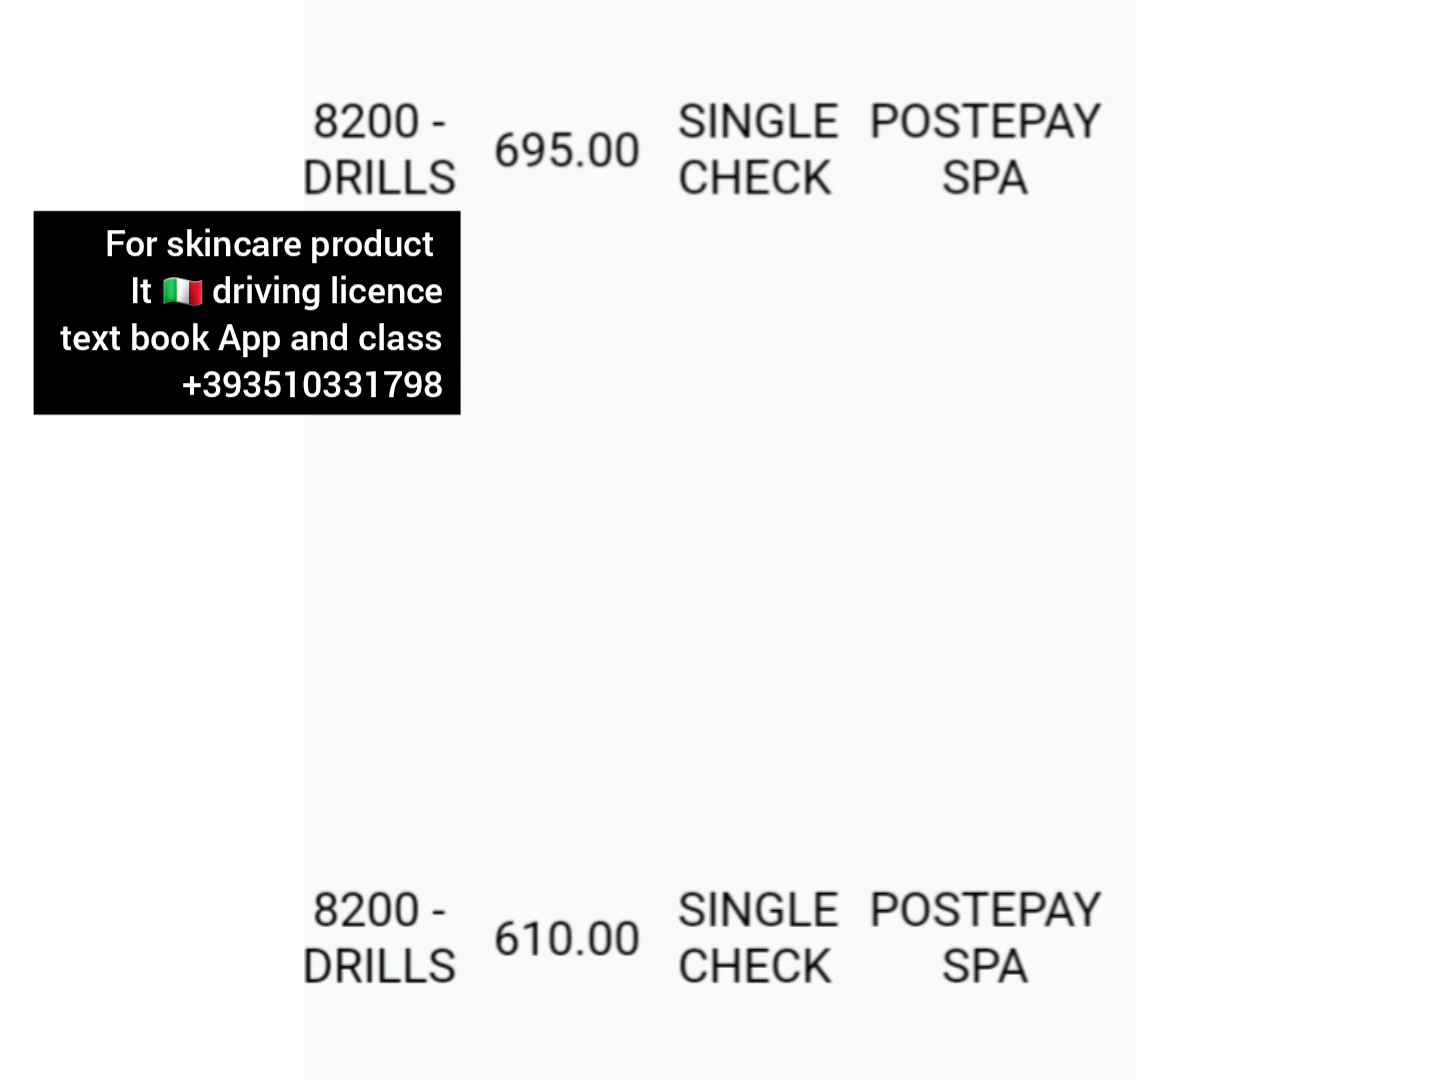 8200 -
DRILLS
695.00
SINGLE
CHECK
POSTEPAY
SPA
For skincare product
It 🇮🇹 driving licence
text book App and class
+393510331798
8200 -
DRILLS
610.00
SINGLE
CHECK
POSTEPAY
SPA